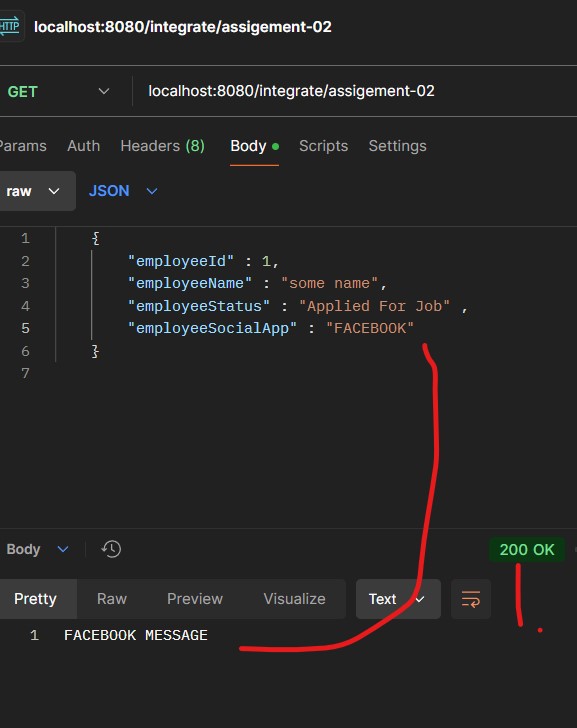 HTTP localhost:8080/integrate/assigement-02
GET localhost:8080/integrate/assigement-02
Params Auth Headers (8) Body Scripts Settings
raw JSON
1 {
2 "employeeId" : 1,
3 "employeeName" : "some name",
4 "employeeStatus" : "Applied For Job" ,
5 "employeeSocialApp" : "FACEBOOK"
6 }
7
Body 200 OK
Pretty Raw Preview Visualize Text
1 FACEBOOK MESSAGE